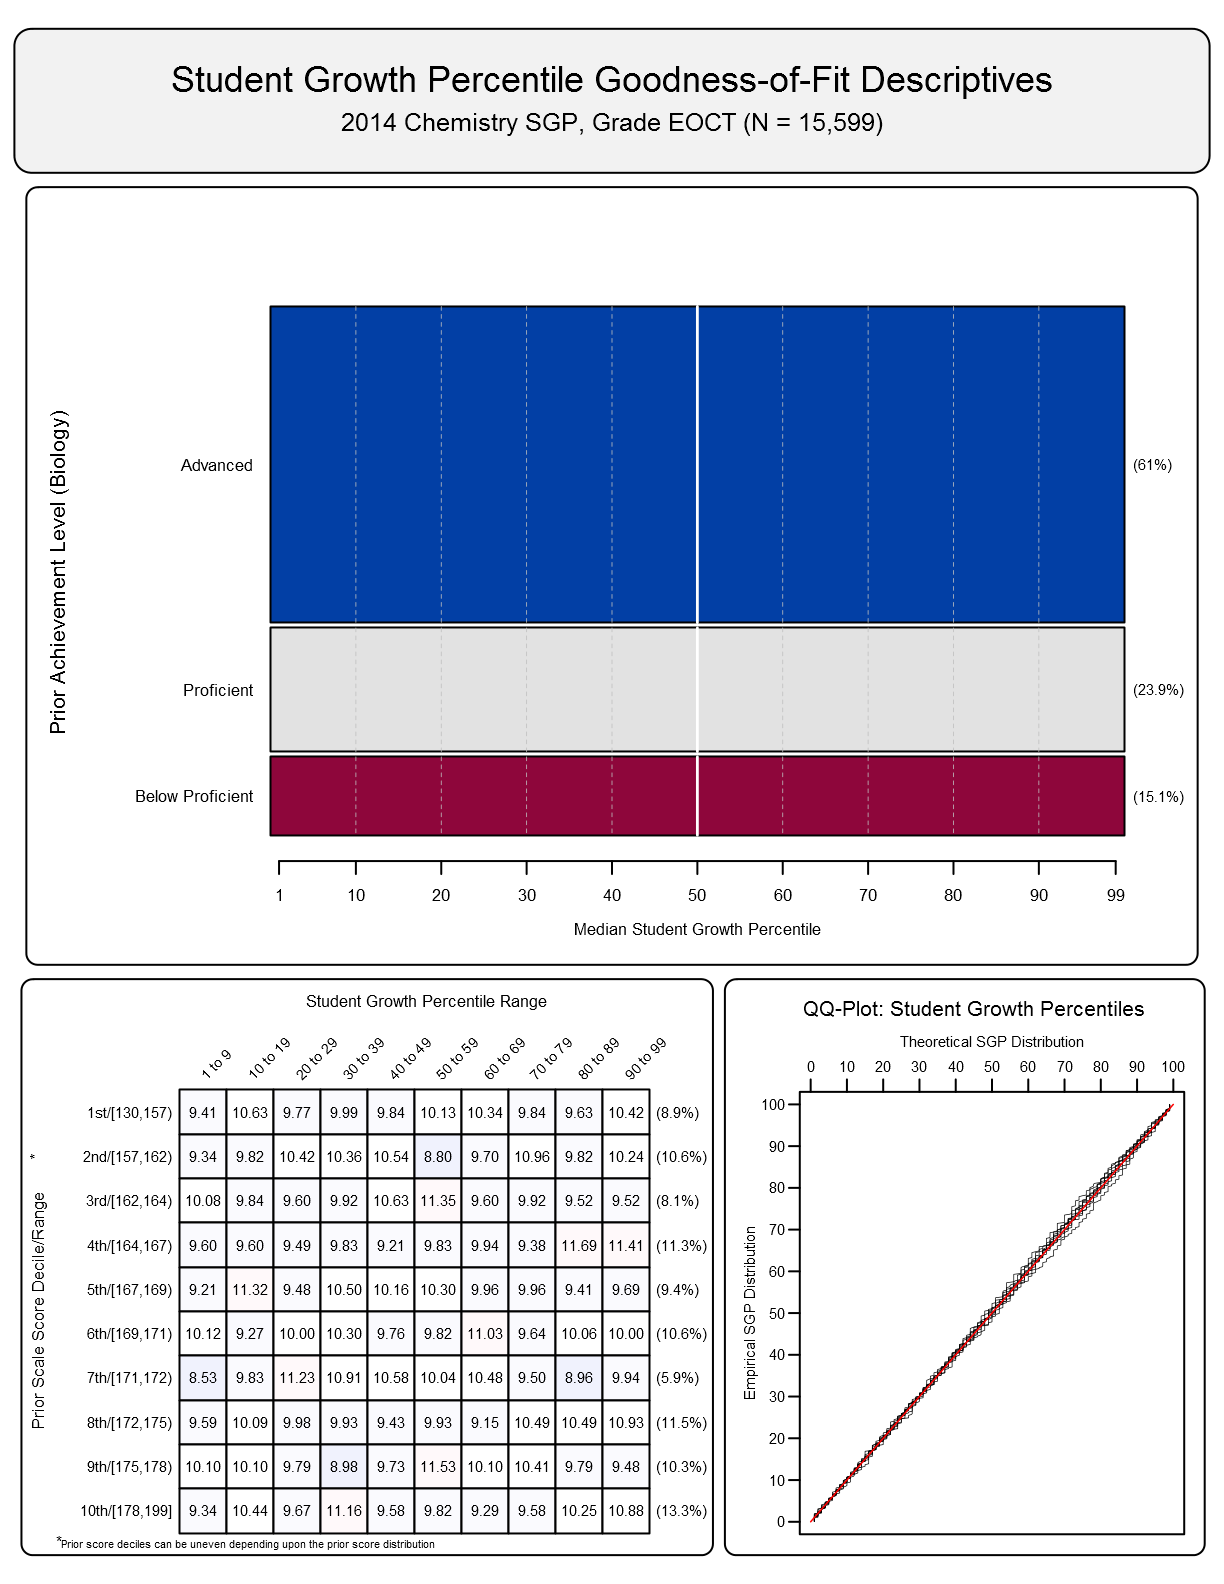 Student Growth Percentile Goodness-of-Fit Descriptives
2014 Chemistry SGP, Grade EOCT (N = 15,599)
Prior Achievement Level (Biology)
Advanced (61%)
Proficient (23.9%)
Below Proficient (15.1%)
1 10 20 30 40 50 60 70 80 90 99
Median Student Growth Percentile
Student Growth Percentile Range
1 to 9 10 to 19 20 to 29 30 to 39 40 to 49 50 to 59 60 to 69 70 to 79 80 to 89 90 to 99
* Prior Scale Score Decile/Range
1st/[130,157) 9.41 10.63 9.77 9.99 9.84 10.13 10.34 9.84 9.63 10.42 (8.9%)
2nd/[157,162) 9.34 9.82 10.42 10.36 10.54 8.80 9.70 10.96 9.82 10.24 (10.6%)
3rd/[162,164) 10.08 9.84 9.60 9.92 10.63 11.35 9.60 9.92 9.52 9.52 (8.1%)
4th/[164,167) 9.60 9.60 9.49 9.83 9.21 9.83 9.94 9.38 11.69 11.41 (11.3%)
5th/[167,169) 9.21 11.32 9.48 10.50 10.16 10.30 9.96 9.96 9.41 9.69 (9.4%)
6th/[169,171) 10.12 9.27 10.00 10.30 9.76 9.82 11.03 9.64 10.06 10.00 (10.6%)
7th/[171,172) 8.53 9.83 11.23 10.91 10.58 10.04 10.48 9.50 8.96 9.94 (5.9%)
8th/[172,175) 9.59 10.09 9.98 9.93 9.43 9.93 9.15 10.49 10.49 10.93 (11.5%)
9th/[175,178) 10.10 10.10 9.79 8.98 9.73 11.53 10.10 10.41 9.79 9.48 (10.3%)
10th/[178,199] 9.34 10.44 9.67 11.16 9.58 9.82 9.29 9.58 10.25 10.88 (13.3%)
*Prior score deciles can be uneven depending upon the prior score distribution
QQ-Plot: Student Growth Percentiles
Theoretical SGP Distribution
0 10 20 30 40 50 60 70 80 90 100
Empirical SGP Distribution
100
90
80
70
60
50
40
30
20
10
0